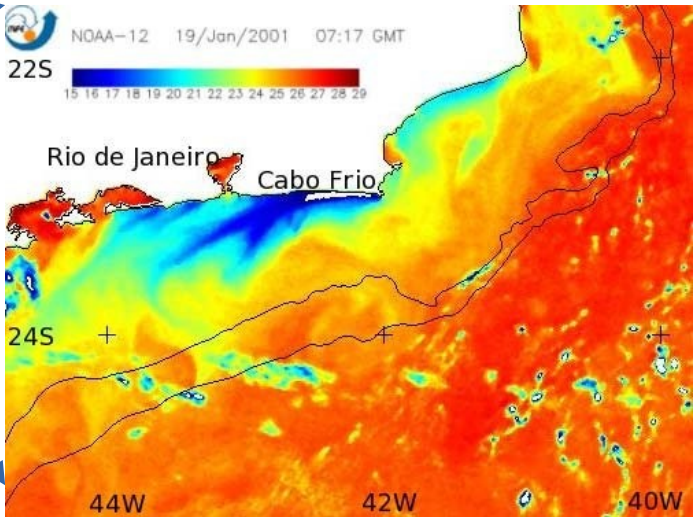 NOAA-12 19/Jan/2001 07:17 GMT
22S
15 16 17 18 19 20 21 22 23 24 25 26 27 28 29
Rio de Janeiro
Cabo Frio
24S
44W 42W 40W